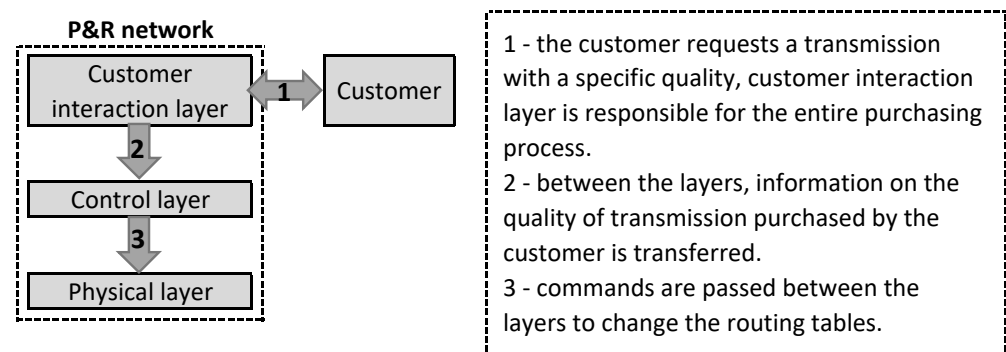 P&R network
Customer
interaction layer
1
Customer
2
Control layer
3
Physical layer
1 - the customer requests a transmission
with a specific quality, customer interaction
layer is responsible for the entire purchasing
process.
2 - between the layers, information on the
quality of transmission purchased by the
customer is transferred.
3 - commands are passed between the
layers to change the routing tables.